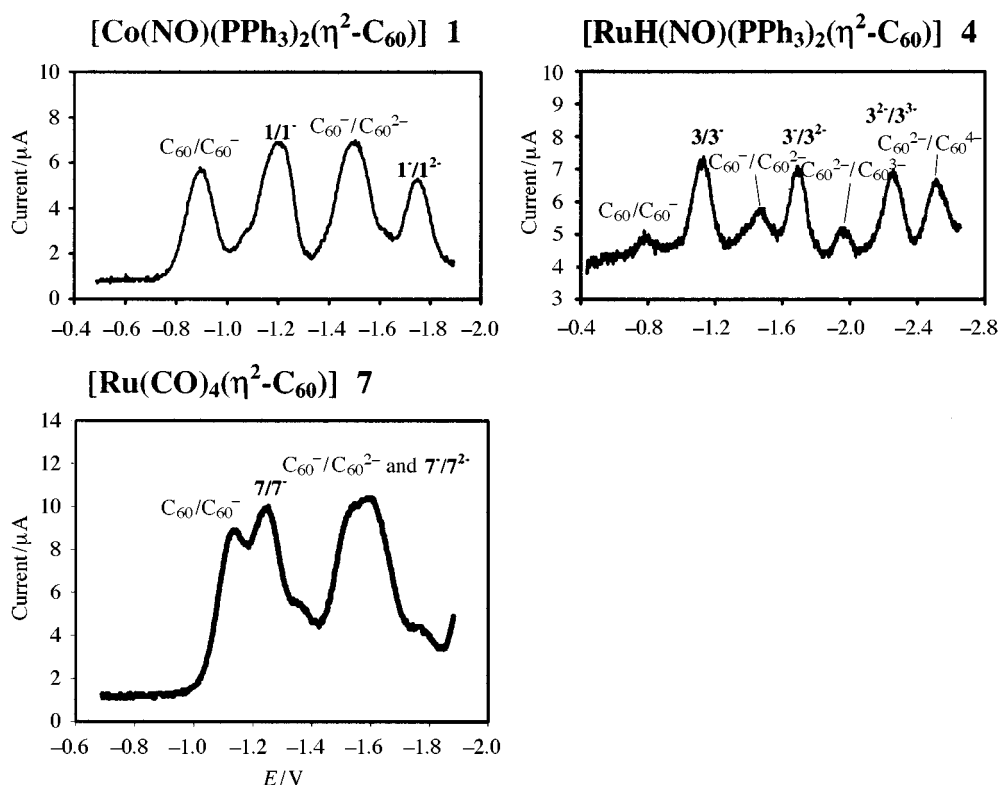 [Co(NO)(PPh₃)₂(η²-C₆₀)] 1
10
8
6
4
2
0
Current/μA
C₆₀/C₆₀⁻
1/1⁻
C₆₀⁻/C₆₀²⁻
1⁻/1²⁻
−0.4 −0.6 −0.8 −1.0 −1.2 −1.4 −1.6 −1.8 −2.0
[RuH(NO)(PPh₃)₂(η²-C₆₀)] 4
10
9
8
7
6
5
4
3
Current/μA
C₆₀/C₆₀⁻
3/3⁻
C₆₀⁻/C₆₀²⁻
3⁻/3²⁻
C₆₀²⁻/C₆₀³⁻
3²⁻/3³⁻
C₆₀²⁻/C₆₀⁴⁻
−0.4 −0.8 −1.2 −1.6 −2.0 −2.4 −2.8
[Ru(CO)₄(η²-C₆₀)] 7
14
12
10
8
6
4
2
0
Current/μA
C₆₀/C₆₀⁻
7/7⁻
C₆₀⁻/C₆₀²⁻ and 7⁻/7²⁻
−0.6 −0.8 −1.0 −1.2 −1.4 −1.6 −1.8 −2.0
E/V